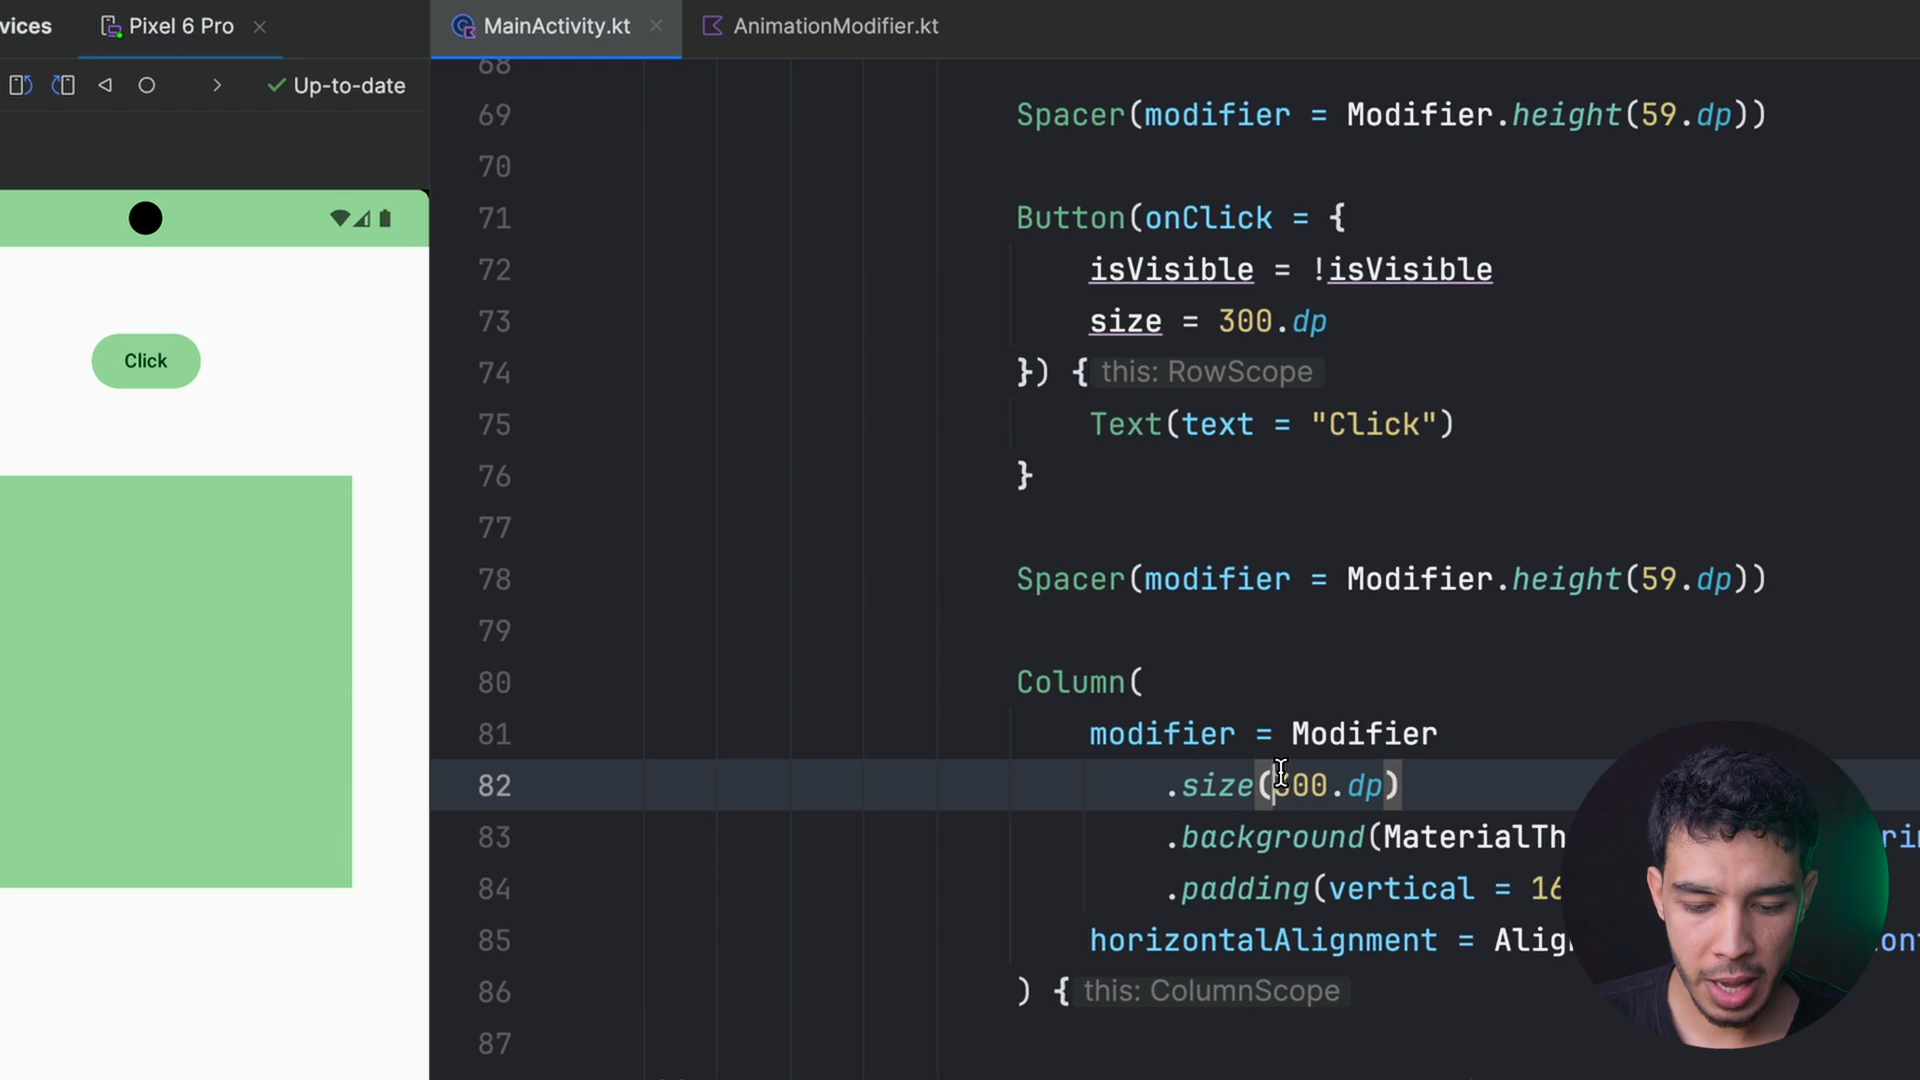 vices Pixel 6 Pro MainActivity.kt AnimationModifier.kt
Up-to-date
68
69 Spacer(modifier = Modifier.height(59.dp))
70
71 Button(onClick = {
72 isVisible = !isVisible
73 size = 300.dp
74 }) { this: RowScope
75 Text(text = "Click")
76 }
77
78 Spacer(modifier = Modifier.height(59.dp))
79
80 Column(
81 modifier = Modifier
82 .size(300.dp)
83 .background(MaterialTh
84 .padding(vertical = 16
85 horizontalAlignment = Alig
86 ) { this: ColumnScope
87
Click